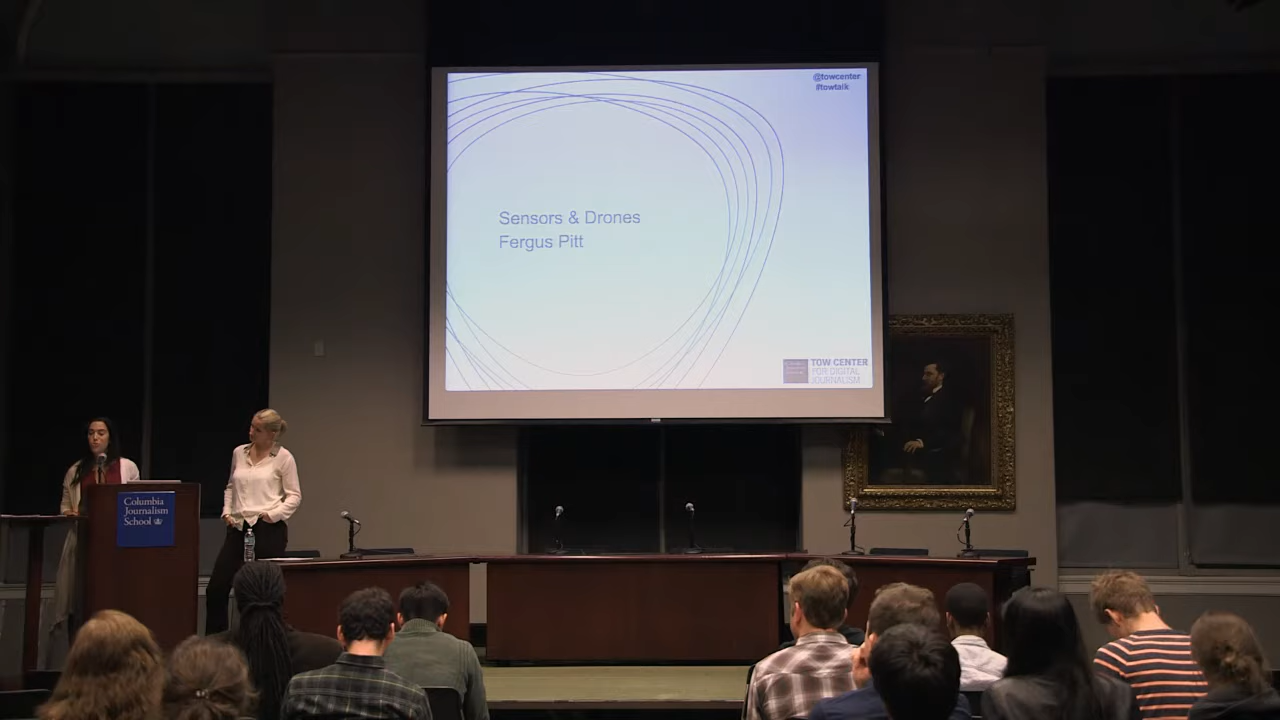 @towcenter
#towtalk
Sensors & Drones
Fergus Pitt
TOW CENTER
FOR DIGITAL
JOURNALISM
Columbia
Journalism
School